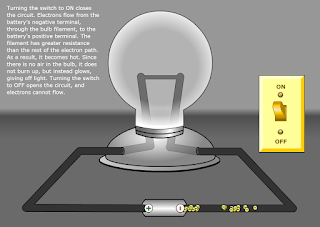 Turning the switch to ON closes
the circuit. Electrons flow from the
battery's negative terminal,
through the bulb filament, to the
battery's positive terminal. The
filament has greater resistance
than the rest of the electron path.
As a result, it becomes hot. Since
there is no air in the bulb, it does
not burn up, but instead glows,
giving off light. Turning the switch
to OFF opens the circuit, and
electrons cannot flow.
ON
OFF
+